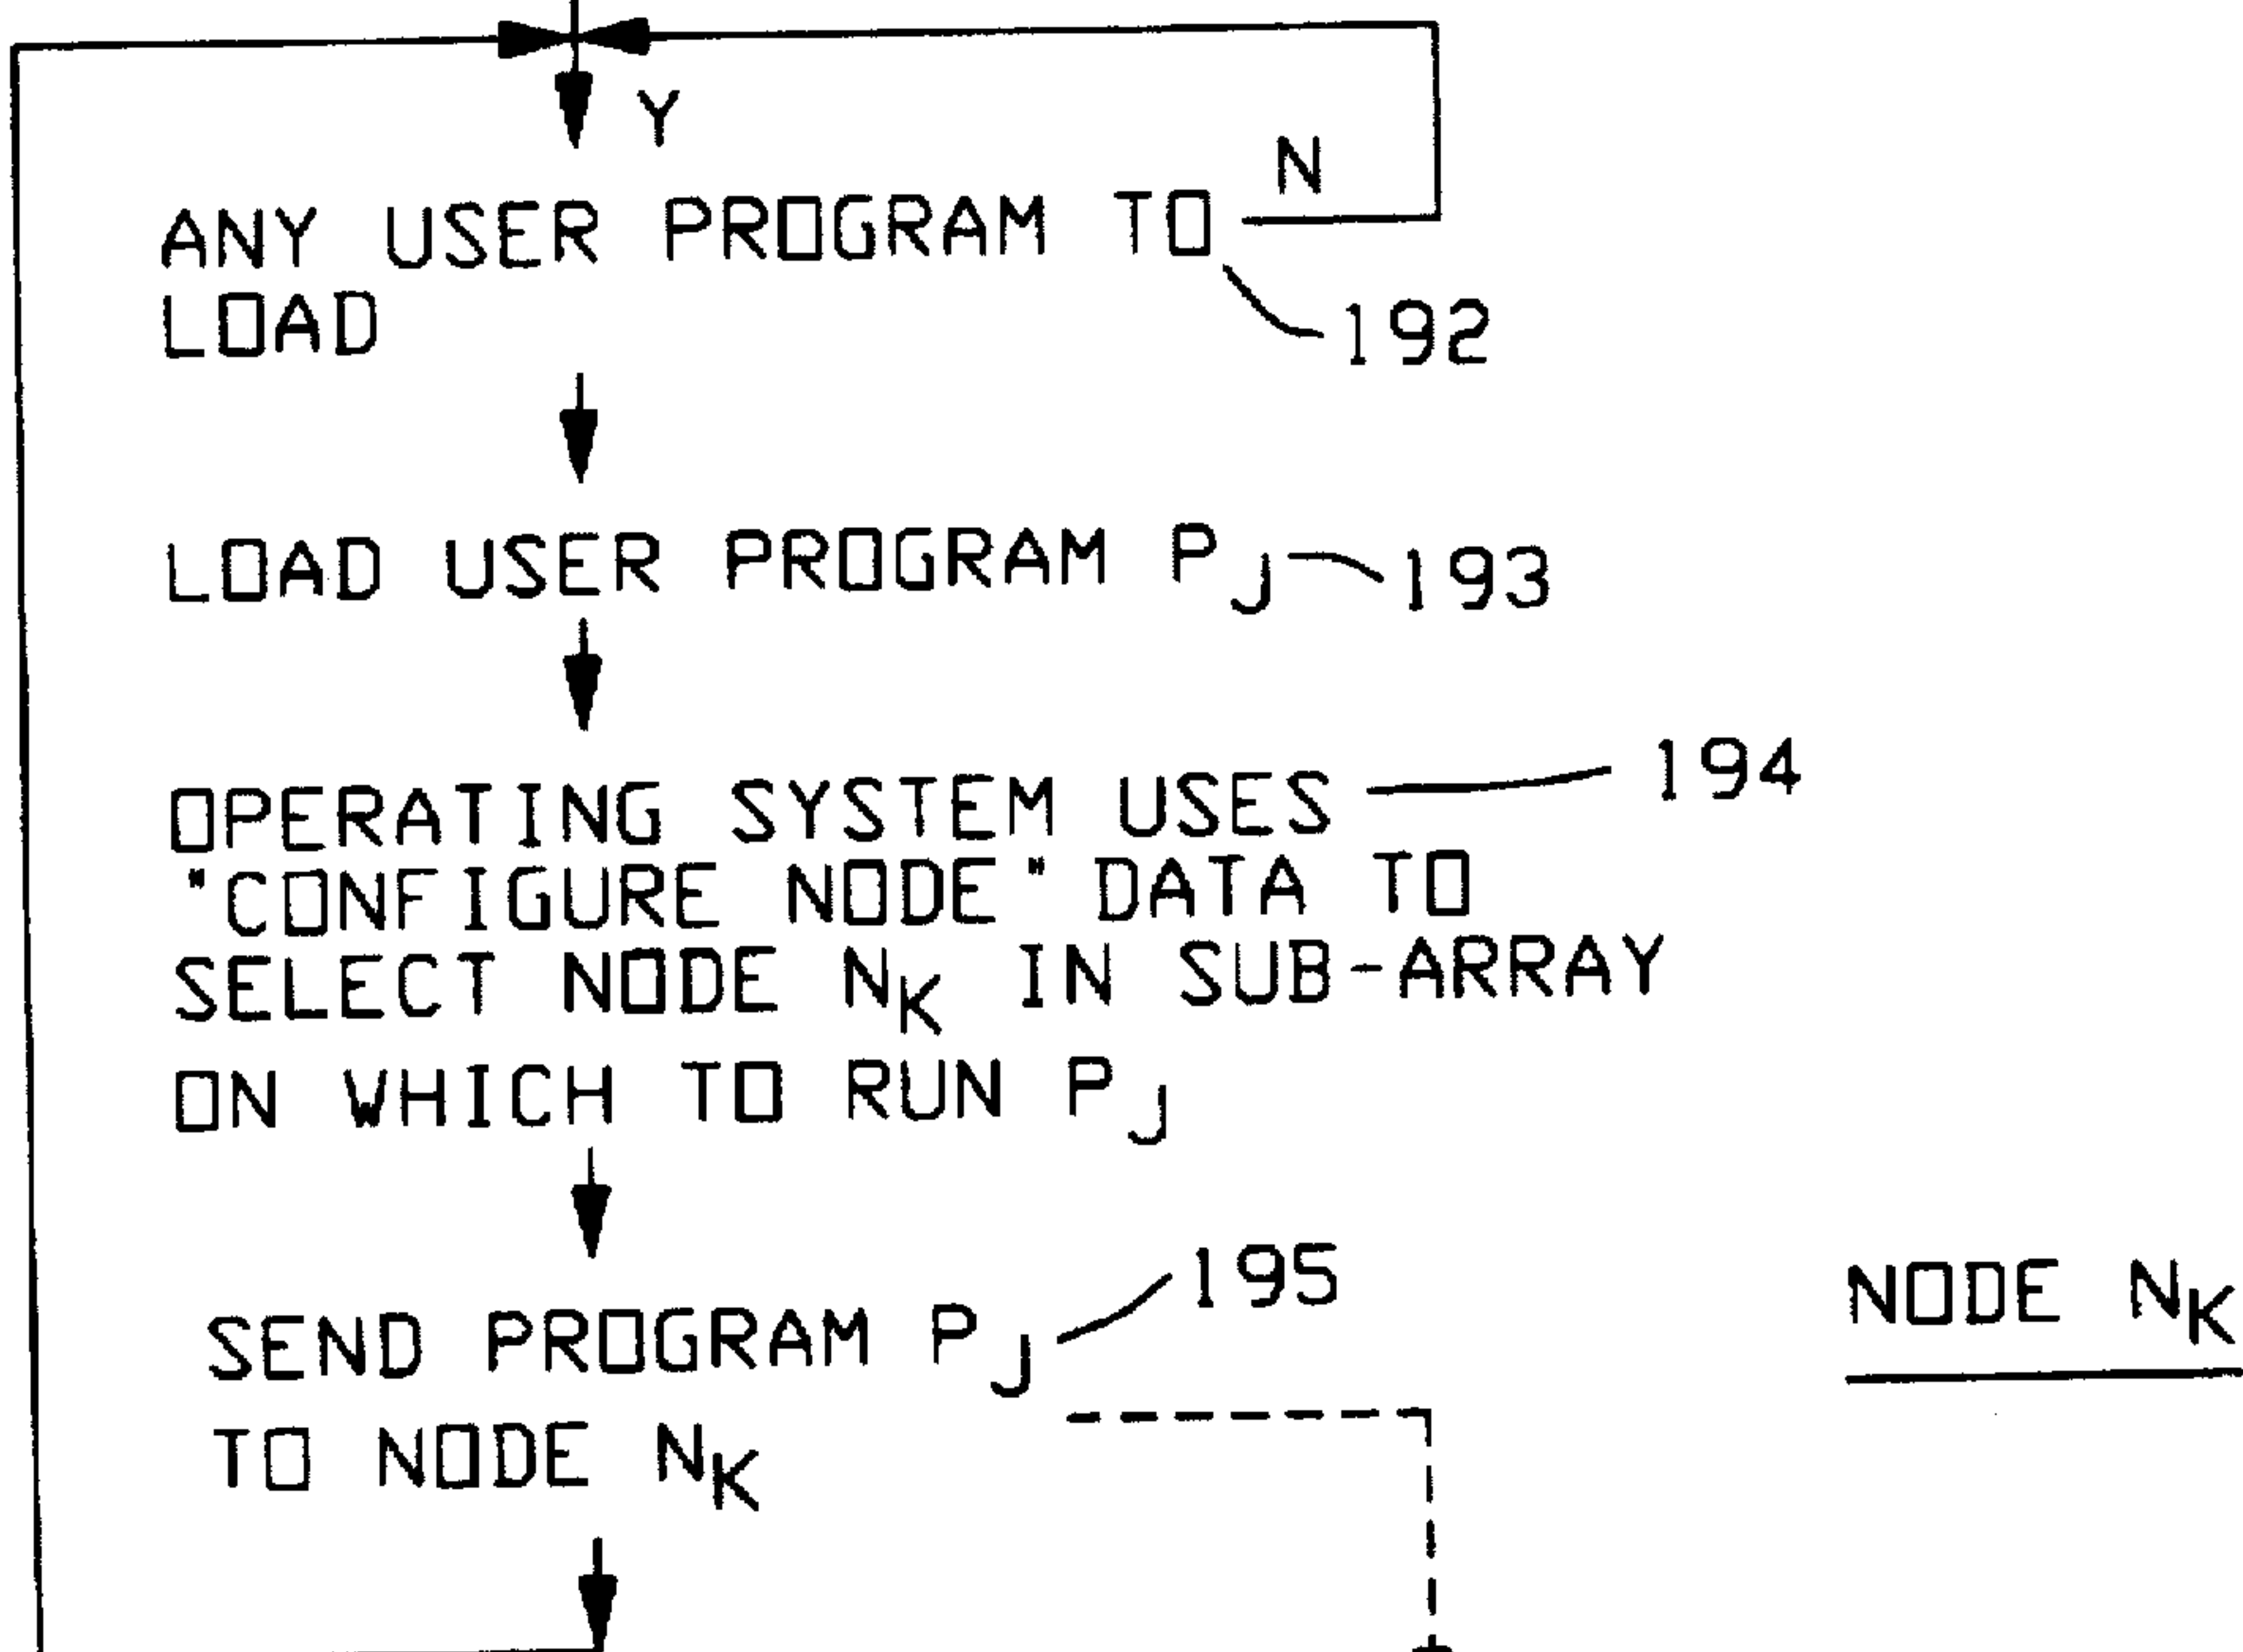 Y
N
ANY USER PROGRAM TO
LOAD
192
LOAD USER PROGRAM PJ
193
OPERATING SYSTEM USES
194
"CONFIGURE NODE" DATA TO
SELECT NODE NK IN SUB-ARRAY
ON WHICH TO RUN PJ
195
SEND PROGRAM PJ
TO NODE NK
NODE NK